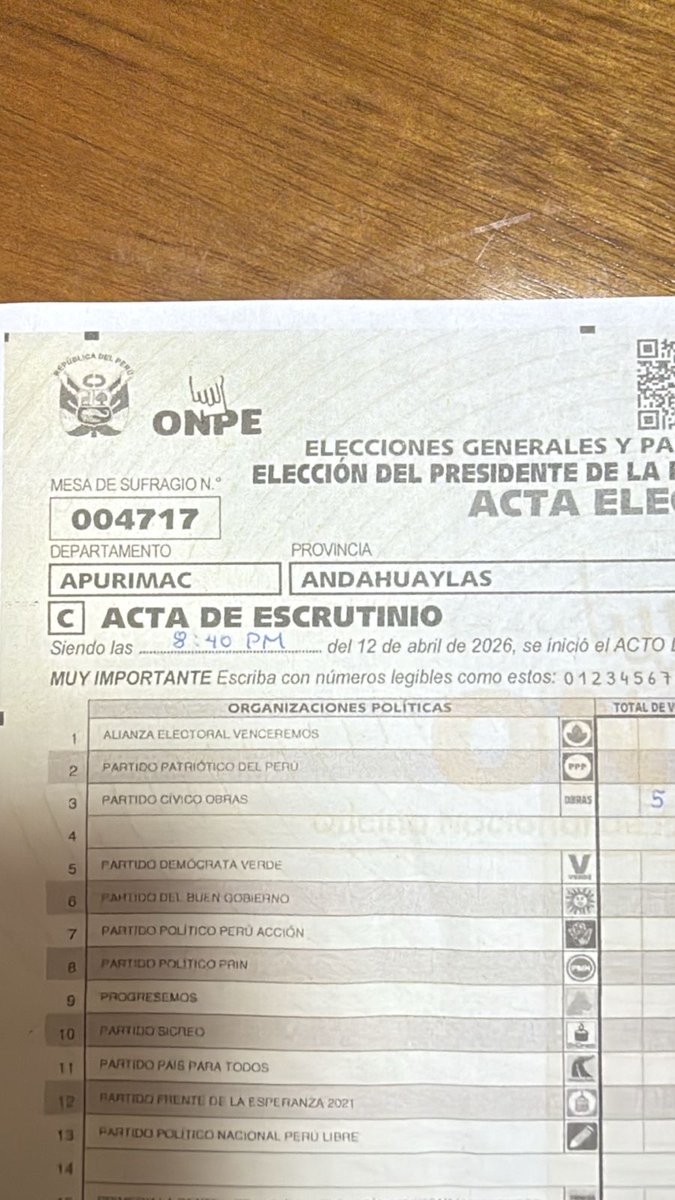 REPÚBLICA DEL PERÚ
ONPE
ELECCIONES GENERALES Y PA
MESA DE SUFRAGIO N.° ELECCIÓN DEL PRESIDENTE DE LA
004717 ACTA ELEC
DEPARTAMENTO PROVINCIA
APURIMAC ANDAHUAYLAS
C ACTA DE ESCRUTINIO
Siendo las 8:40 PM del 12 de abril de 2026, se inició el ACTO
MUY IMPORTANTE Escriba con números legibles como estos: 01234567
ORGANIZACIONES POLÍTICAS TOTAL DE V
1 ALIANZA ELECTORAL VENCEREMOS
2 PARTIDO PATRIÓTICO DEL PERÚ PPP
3 PARTIDO CÍVICO OBRAS OBRAS 5
4
5 PARTIDO DEMÓCRATA VERDE V VERDE
6 PARTIDO DEL BUEN GOBIERNO
7 PARTIDO POLÍTICO PERÚ ACCIÓN
8 PARTIDO POLÍTICO PRIN PRIN
9 PROGRESEMOS
10 PARTIDO SICREO
11 PARTIDO PAÍS PARA TODOS
12 PARTIDO FRENTE DE LA ESPERANZA 2021
13 PARTIDO POLÍTICO NACIONAL PERÚ LIBRE
14